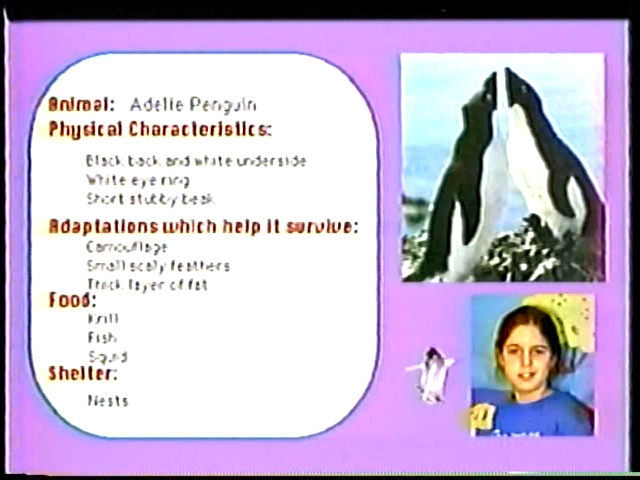 Animal: Adelie Penguin
Physical Characteristics:
Black back and white underside
White eye ring
Short stubby beak
Adaptations which help it survive:
Camouflage
Small scaly feathers
Thick layer of fat
Food:
Krill
Fish
Squid
Shelter:
Nests